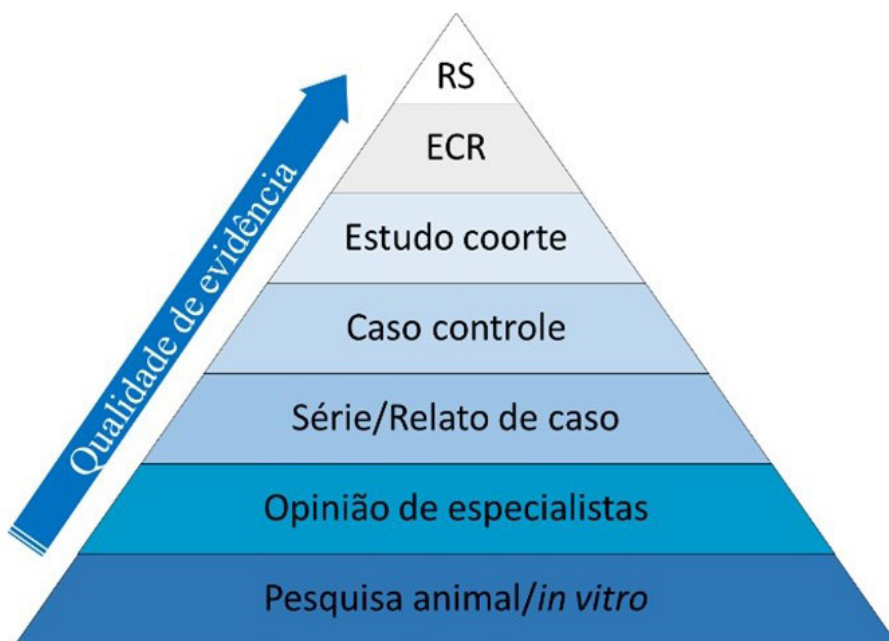 RS
ECR
Estudo coorte
Caso controle
Série/Relato de caso
Opinião de especialistas
Pesquisa animal/in vitro
Qualidade de evidência